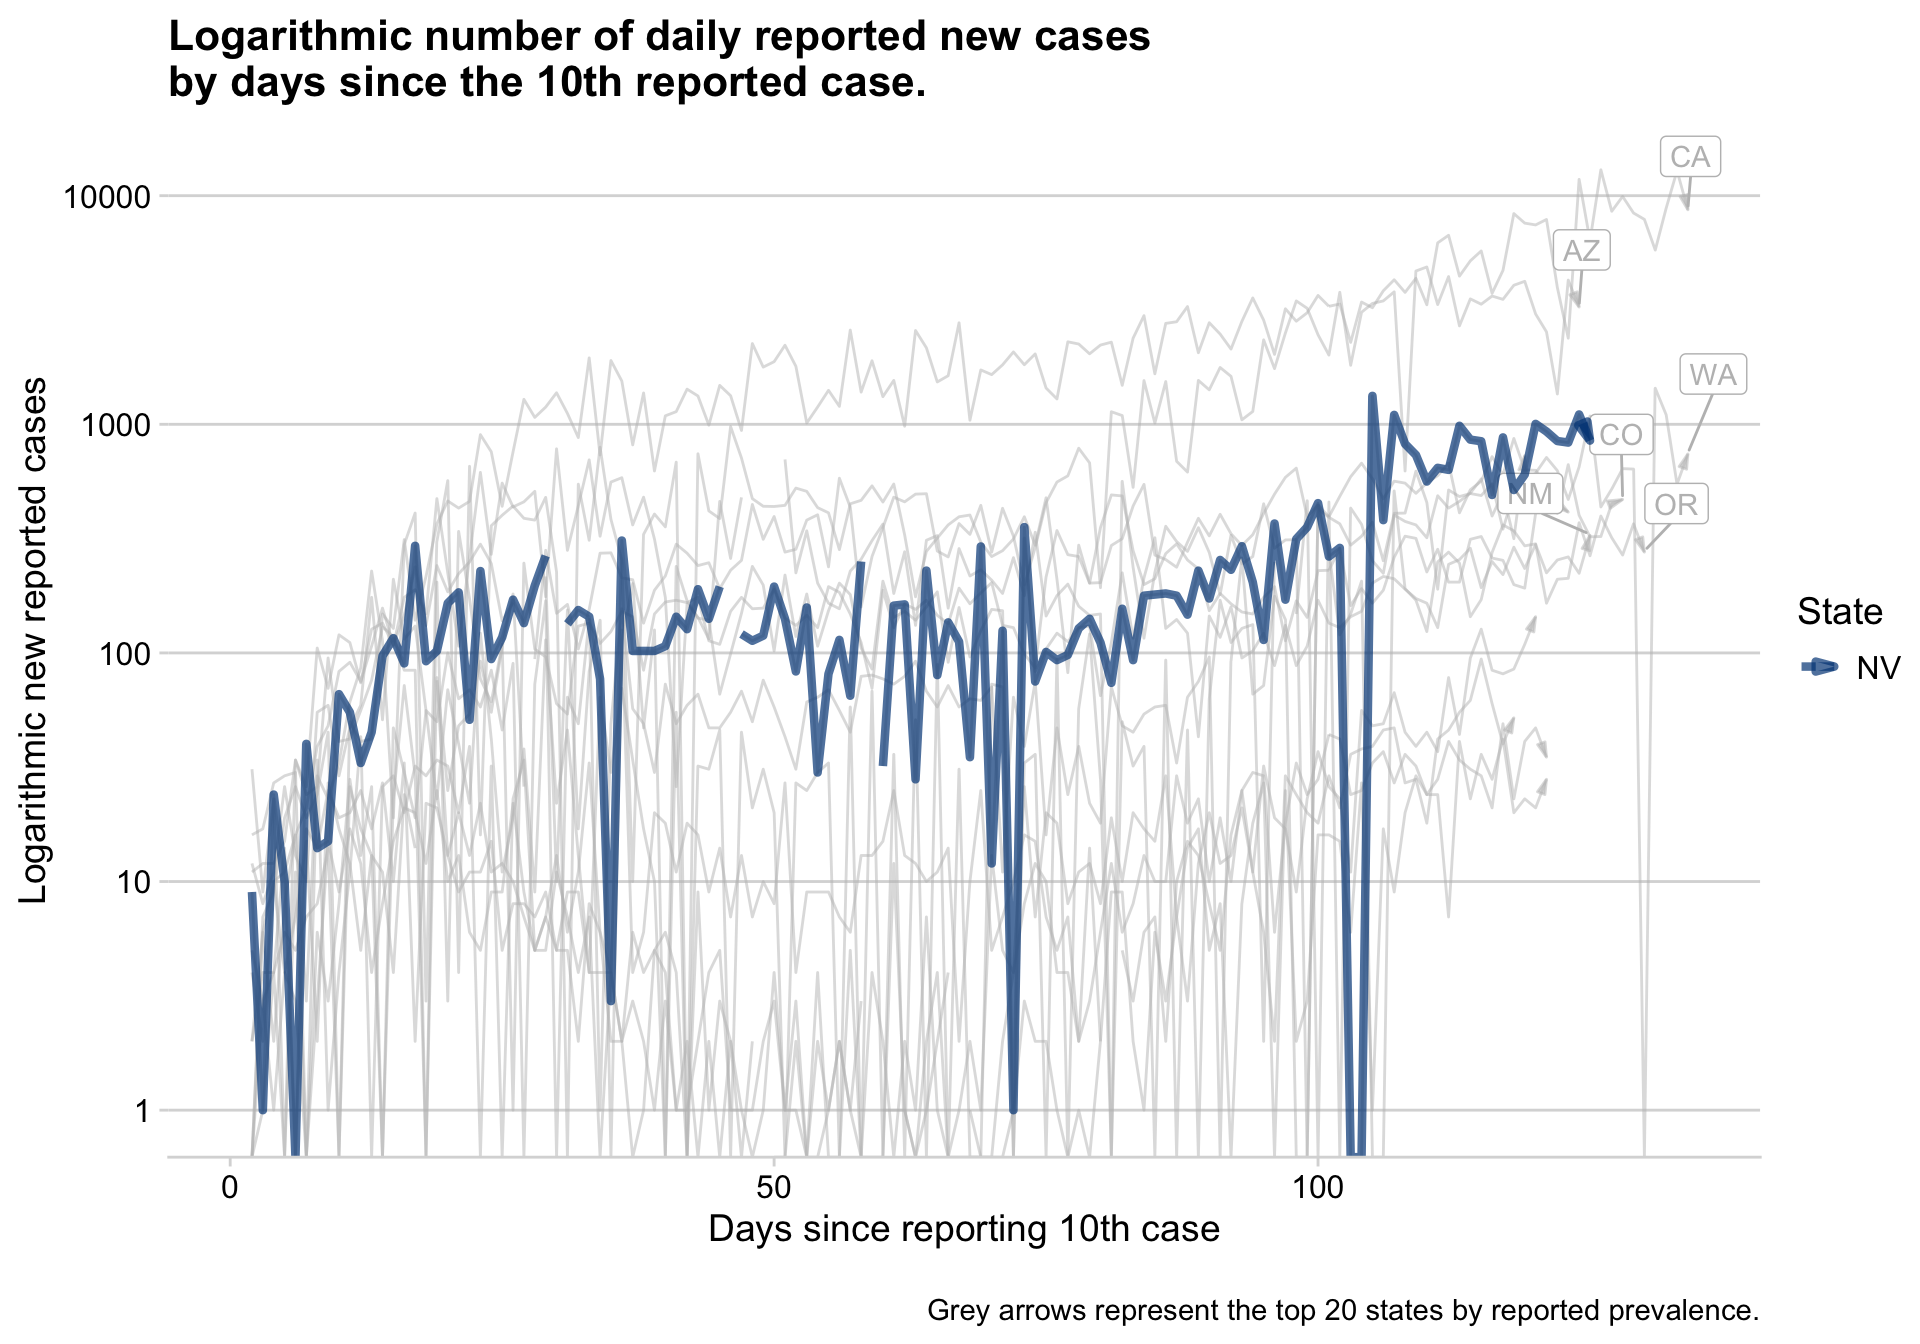 Logarithmic number of daily reported new cases
by days since the 10th reported case.
Logarithmic new reported cases
10000
1000
100
10
1
CA
AZ
WA
CO
NM
OR
State
NV
0
50
100
Days since reporting 10th case
Grey arrows represent the top 20 states by reported prevalence.